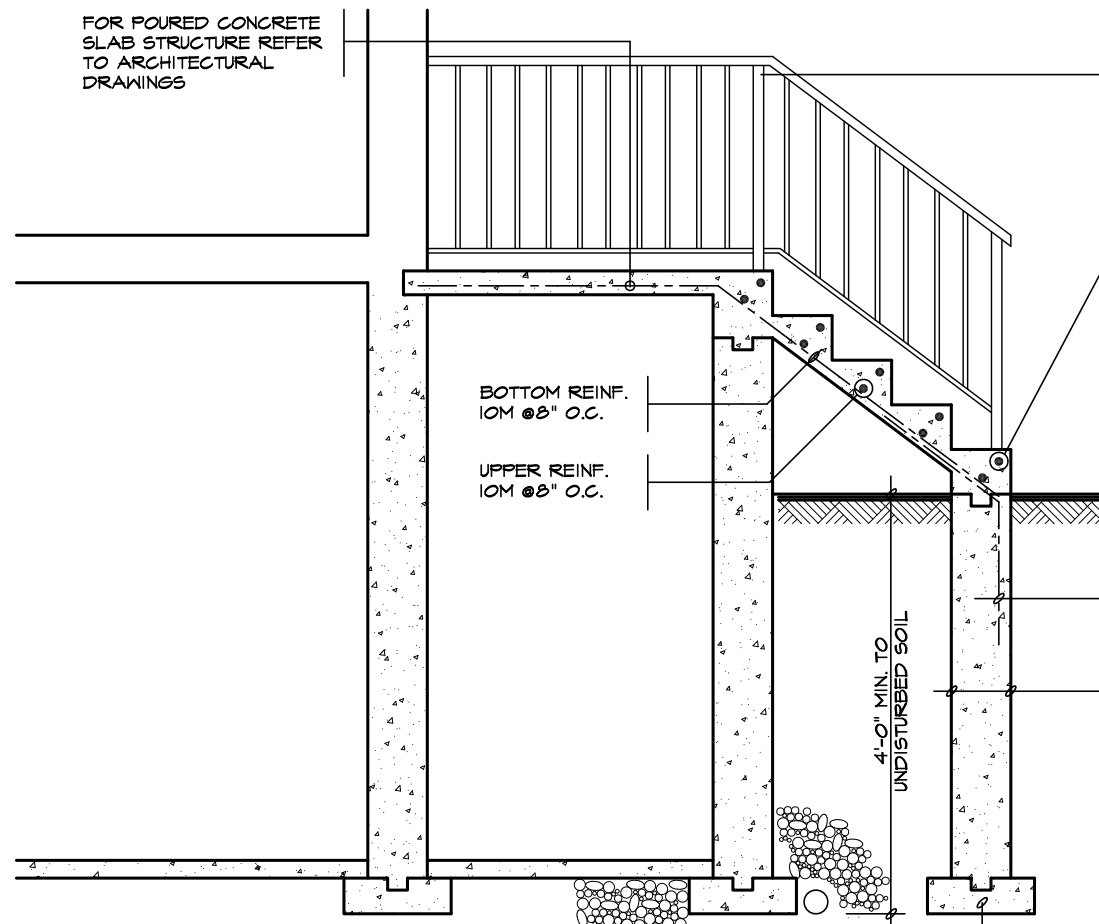 FOR POURED CONCRETE
SLAB STRUCTURE REFER
TO ARCHITECTURAL
DRAWINGS
BOTTOM REINF.
10M @8" O.C.
UPPER REINF.
10M @8" O.C.
4'-0" MIN. TO
UNDISTURBED SOIL